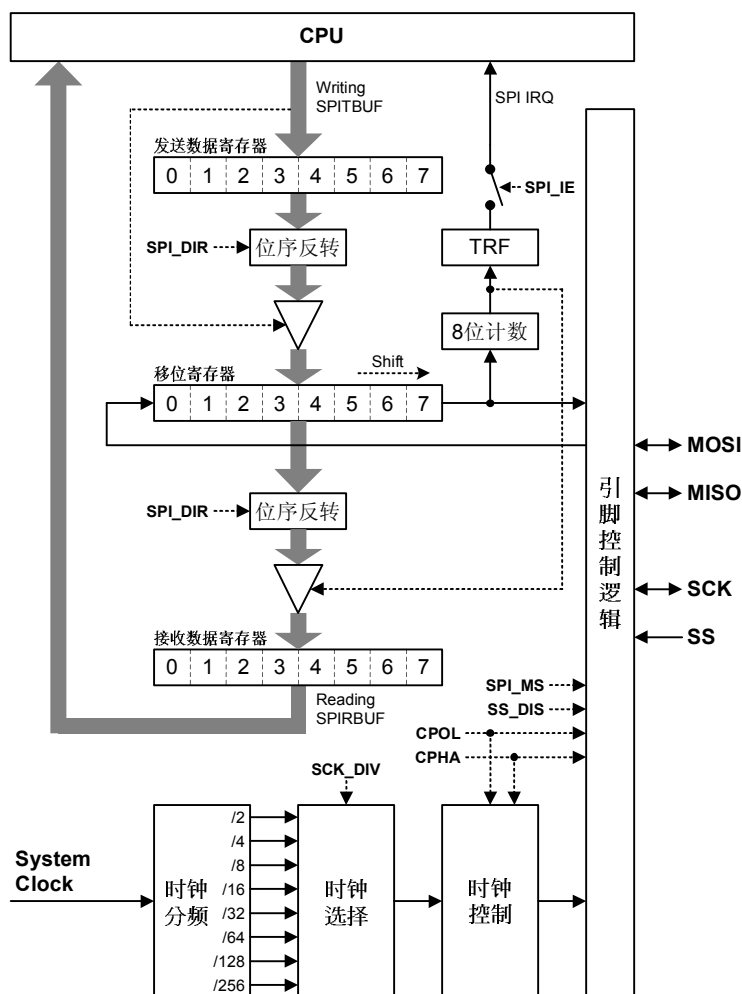 CPU
Writing
SPITBUF
SPI IRQ
发送数据寄存器
0 1 2 3 4 5 6 7
SPI_IE
SPI_DIR
位序反转
TRF
8位计数
移位寄存器
Shift
0 1 2 3 4 5 6 7
MOSI
MISO
SPI_DIR
位序反转
引脚控制逻辑
SCK
SS
接收数据寄存器
0 1 2 3 4 5 6 7
Reading
SPIRBUF
SPI_MS
SS_DIS
CPOL
CPHA
SCK_DIV
System
Clock
时钟
分频
/2
/4
/8
/16
/32
/64
/128
/256
时钟
选择
时钟
控制